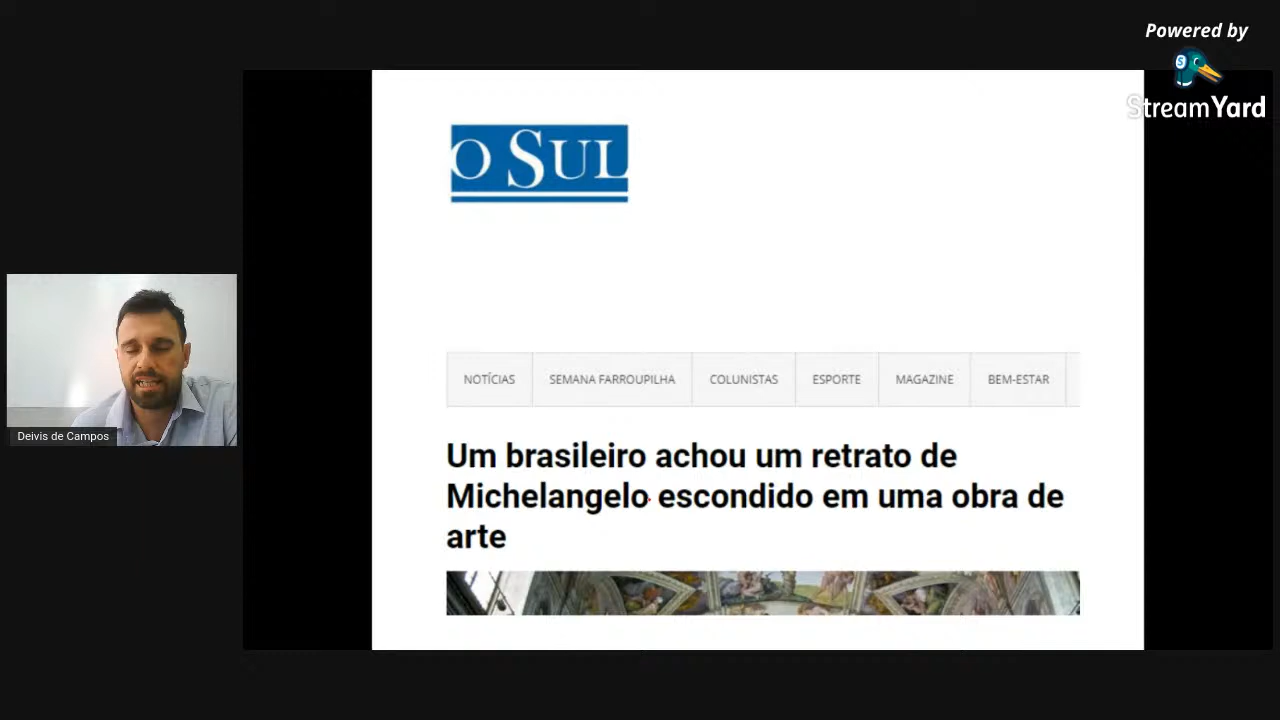 Powered by
StreamYard
O SUL
NOTÍCIAS
SEMANA FARROUPILHA
COLUNISTAS
ESPORTE
MAGAZINE
BEM-ESTAR
Um brasileiro achou um retrato de
Michelangelo escondido em uma obra de
arte
Deivis de Campos